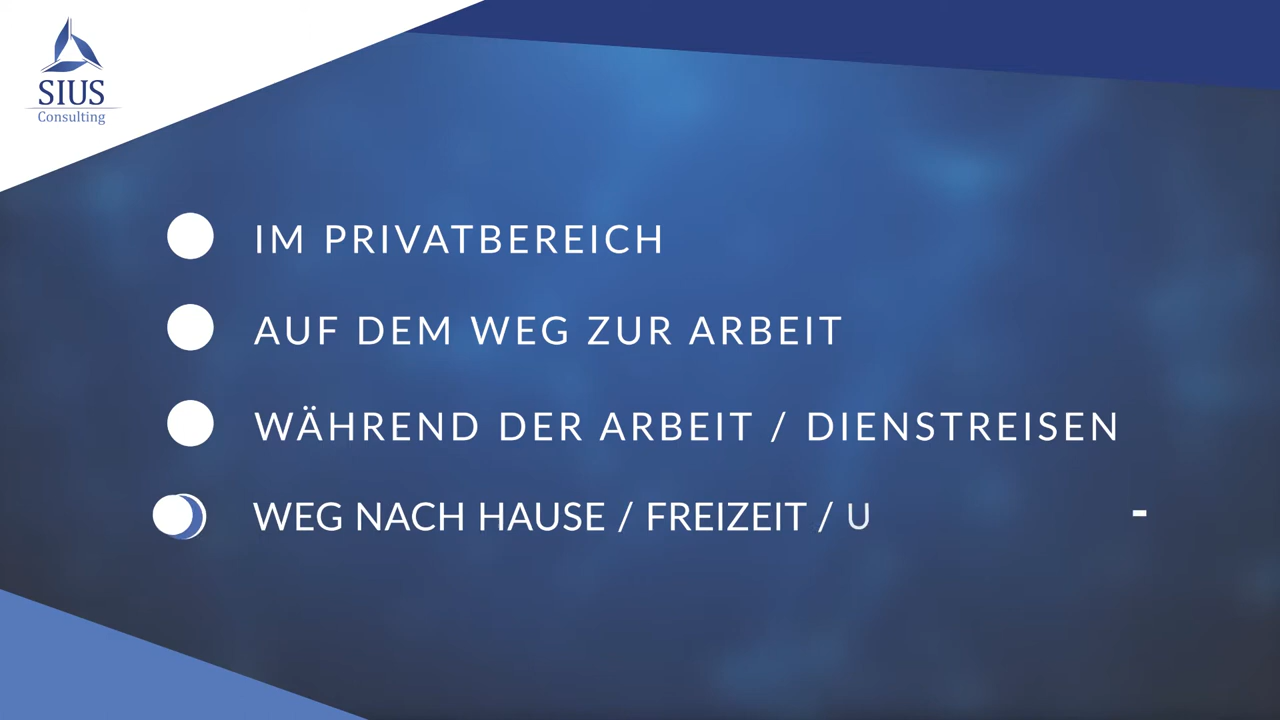 SIUS
Consulting
IM PRIVATBEREICH
AUF DEM WEG ZUR ARBEIT
WÄHREND DER ARBEIT / DIENSTREISEN
WEG NACH HAUSE / FREIZEIT / U -